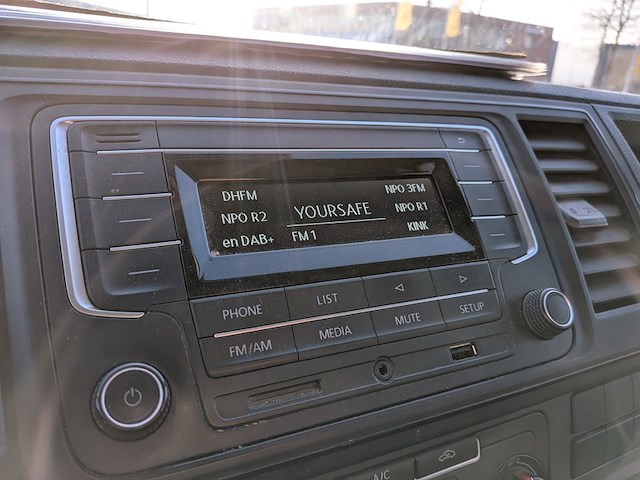 DHFM
NPO R2
en DAB+
YOURSAFE
FM 1
NPO 3FM
NPO R1
KINK
PHONE
LIST
FM/AM
MEDIA
MUTE
SETUP
A/C